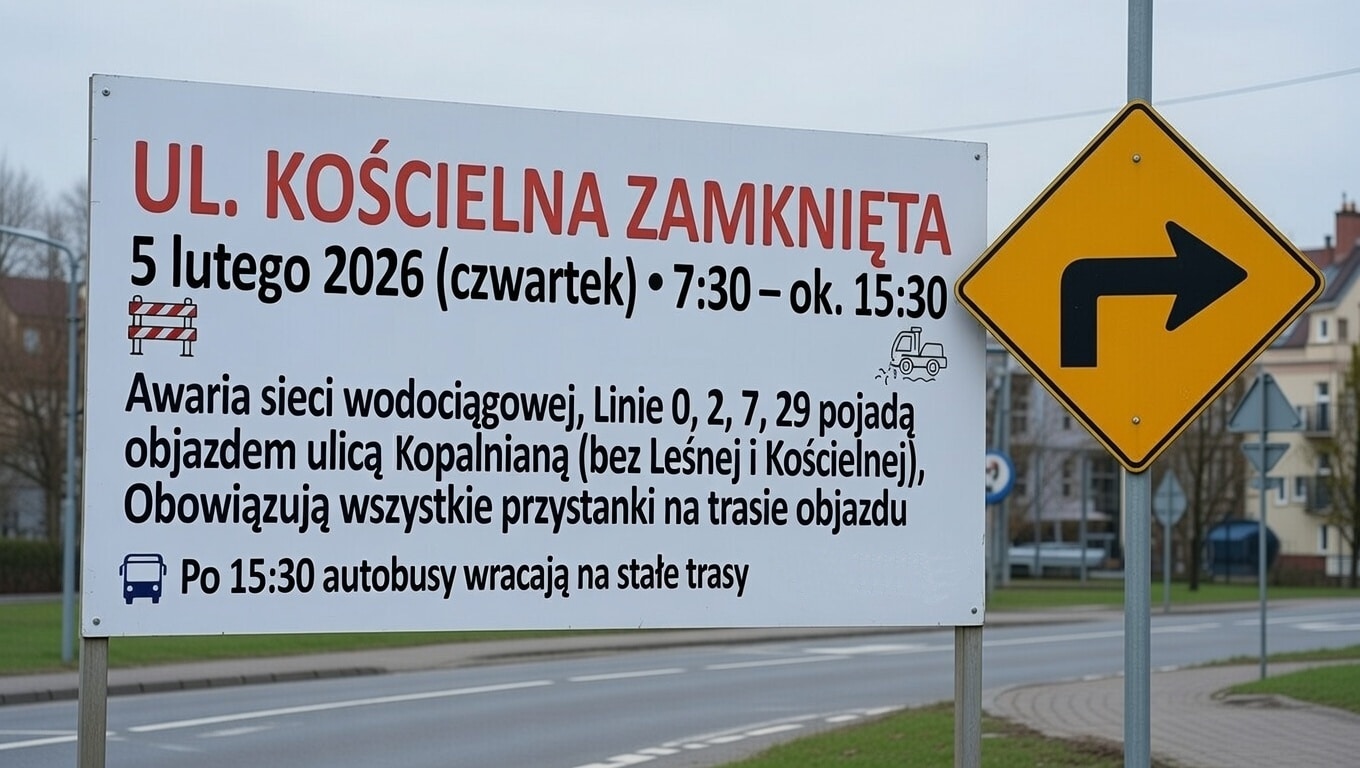 UL. KOŚCIELNA ZAMKNIĘTA
5 lutego 2026 (czwartek) • 7:30 – ok. 15:30
Awaria sieci wodociągowej, Linie 0, 2, 7, 29 pojadą
objazdem ulicą Kopalnianą (bez Leśnej i Kościelnej),
Obowiązują wszystkie przystanki na trasie objazdu
Po 15:30 autobusy wracają na stałe trasy